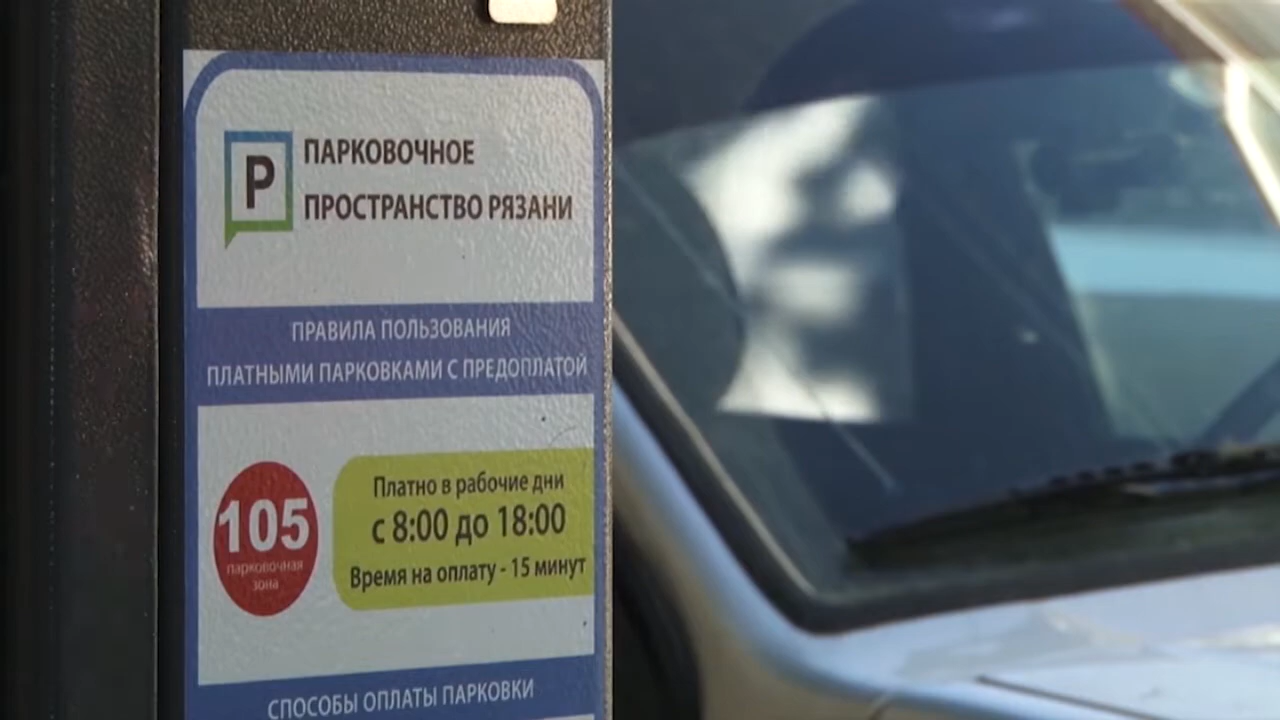 P
ПАРКОВОЧНОЕ
ПРОСТРАНСТВО РЯЗАНИ
ПРАВИЛА ПОЛЬЗОВАНИЯ
ПЛАТНЫМИ ПАРКОВКАМИ С ПРЕДОПЛАТОЙ
105
парковочная
зона
Платно в рабочие дни
с 8:00 до 18:00
Время на оплату - 15 минут
СПОСОБЫ ОПЛАТЫ ПАРКОВКИ